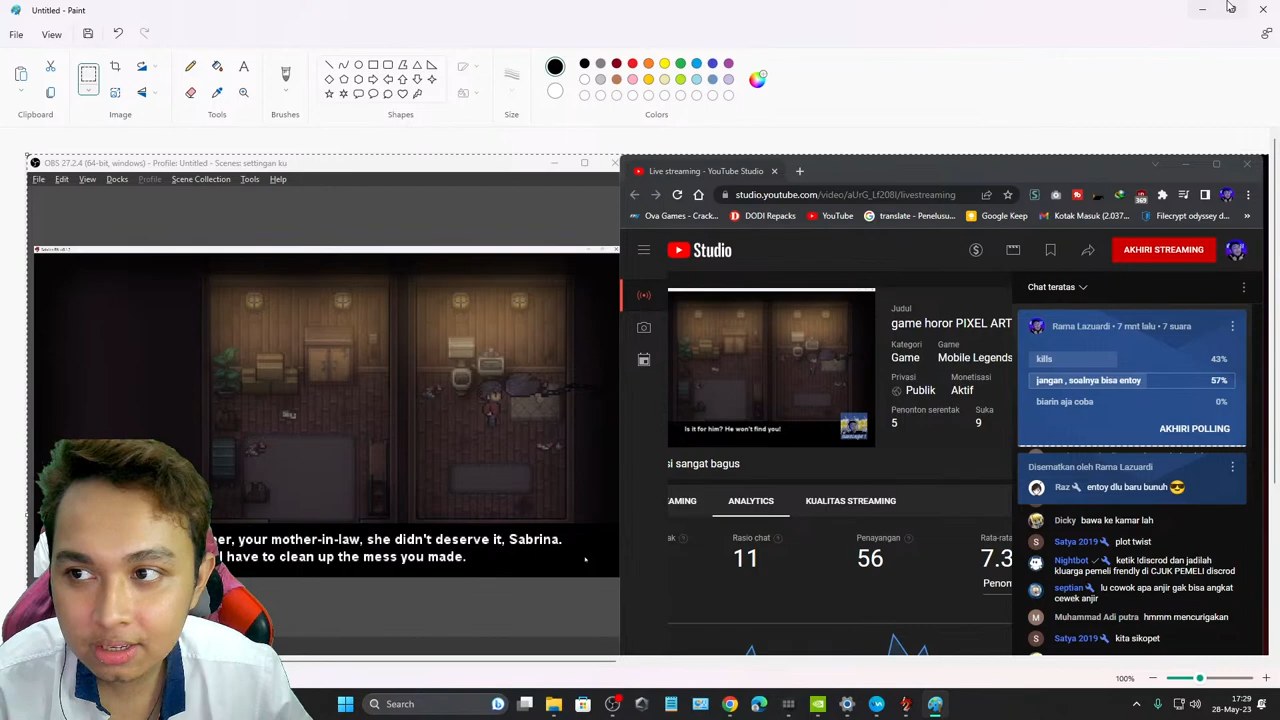 Untitled - Paint
File View
Clipboard Image Tools Brushes Shapes Size Colors
OBS 27.2.4 (64-bit, windows) - Profile: Untitled - Scenes: settingan ku
File Edit View Docks Profile Scene Collection Tools Help
er, your mother-in-law, she didn't deserve it, Sabrina.
I have to clean up the mess you made.
Live streaming - YouTube Studio
studio.youtube.com/video/aUrG_Lf208I/livestreaming
369
Ova Games - Crack... DODI Repacks YouTube translate - Penelusu... Google Keep Kotak Masuk (2.037... Filecrypt odyssey d... »
Studio
AKHIRI STREAMING
Is it for him? He won't find you!
Judul
game horor PIXEL ART
Kategori Game
Game Mobile Legends
Privasi Monetisasi
Publik Aktif
Penonton serentak Suka
5 9
si sangat bagus
EAMING ANALYTICS KUALITAS STREAMING
ak Rasio chat Penayangan Rata-rata
11 56 7.3
Penon
Chat teratas
Rama Lazuardi • 7 mnt lalu • 7 suara
kills 43%
jangan , soalnya bisa entoy 57%
biarin aja coba 0%
AKHIRI POLLING
Disematkan oleh Rama Lazuardi
Raz entoy dlu baru bunuh 😎
Dicky bawa ke kamar lah
Satya 2019 plot twist
Nightbot ketik !discrod dan jadilah
kluarga pemeli frendly di CJUK PEMELI discrod
septian lu cowok apa anjir gak bisa angkat
cewek anjir
M Muhammad Adi putra hmmm mencurigakan
S Satya 2019 kita sikopet
100%
Search
17:29
28-May-23